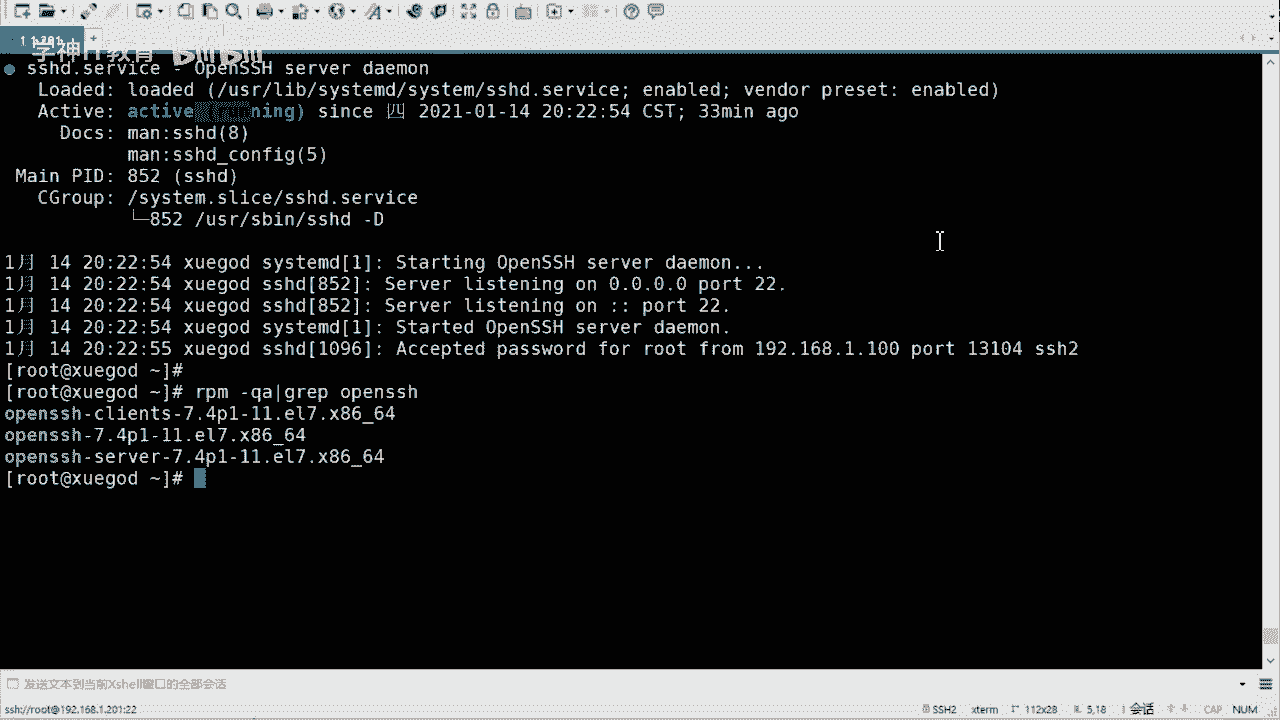 学神IT教育 bilibili
● sshd.service - OpenSSH server daemon
Loaded: loaded (/usr/lib/systemd/system/sshd.service; enabled; vendor preset: enabled)
Active: active (running) since 四 2021-01-14 20:22:54 CST; 33min ago
Docs: man:sshd(8)
man:sshd_config(5)
Main PID: 852 (sshd)
CGroup: /system.slice/sshd.service
└─852 /usr/sbin/sshd -D
1月 14 20:22:54 xuegod systemd[1]: Starting OpenSSH server daemon...
1月 14 20:22:54 xuegod sshd[852]: Server listening on 0.0.0.0 port 22.
1月 14 20:22:54 xuegod sshd[852]: Server listening on :: port 22.
1月 14 20:22:54 xuegod systemd[1]: Started OpenSSH server daemon.
1月 14 20:22:55 xuegod sshd[1096]: Accepted password for root from 192.168.1.100 port 13104 ssh2
[root@xuegod ~]#
[root@xuegod ~]# rpm -qa|grep openssh
openssh-clients-7.4p1-11.el7.x86_64
openssh-7.4p1-11.el7.x86_64
openssh-server-7.4p1-11.el7.x86_64
[root@xuegod ~]#
发送文本到当前Xshell窗口的全部会话
ssh://root@192.168.1.201:22 SSH2 xterm 112x28 5,18 1 会话 CAP NUM